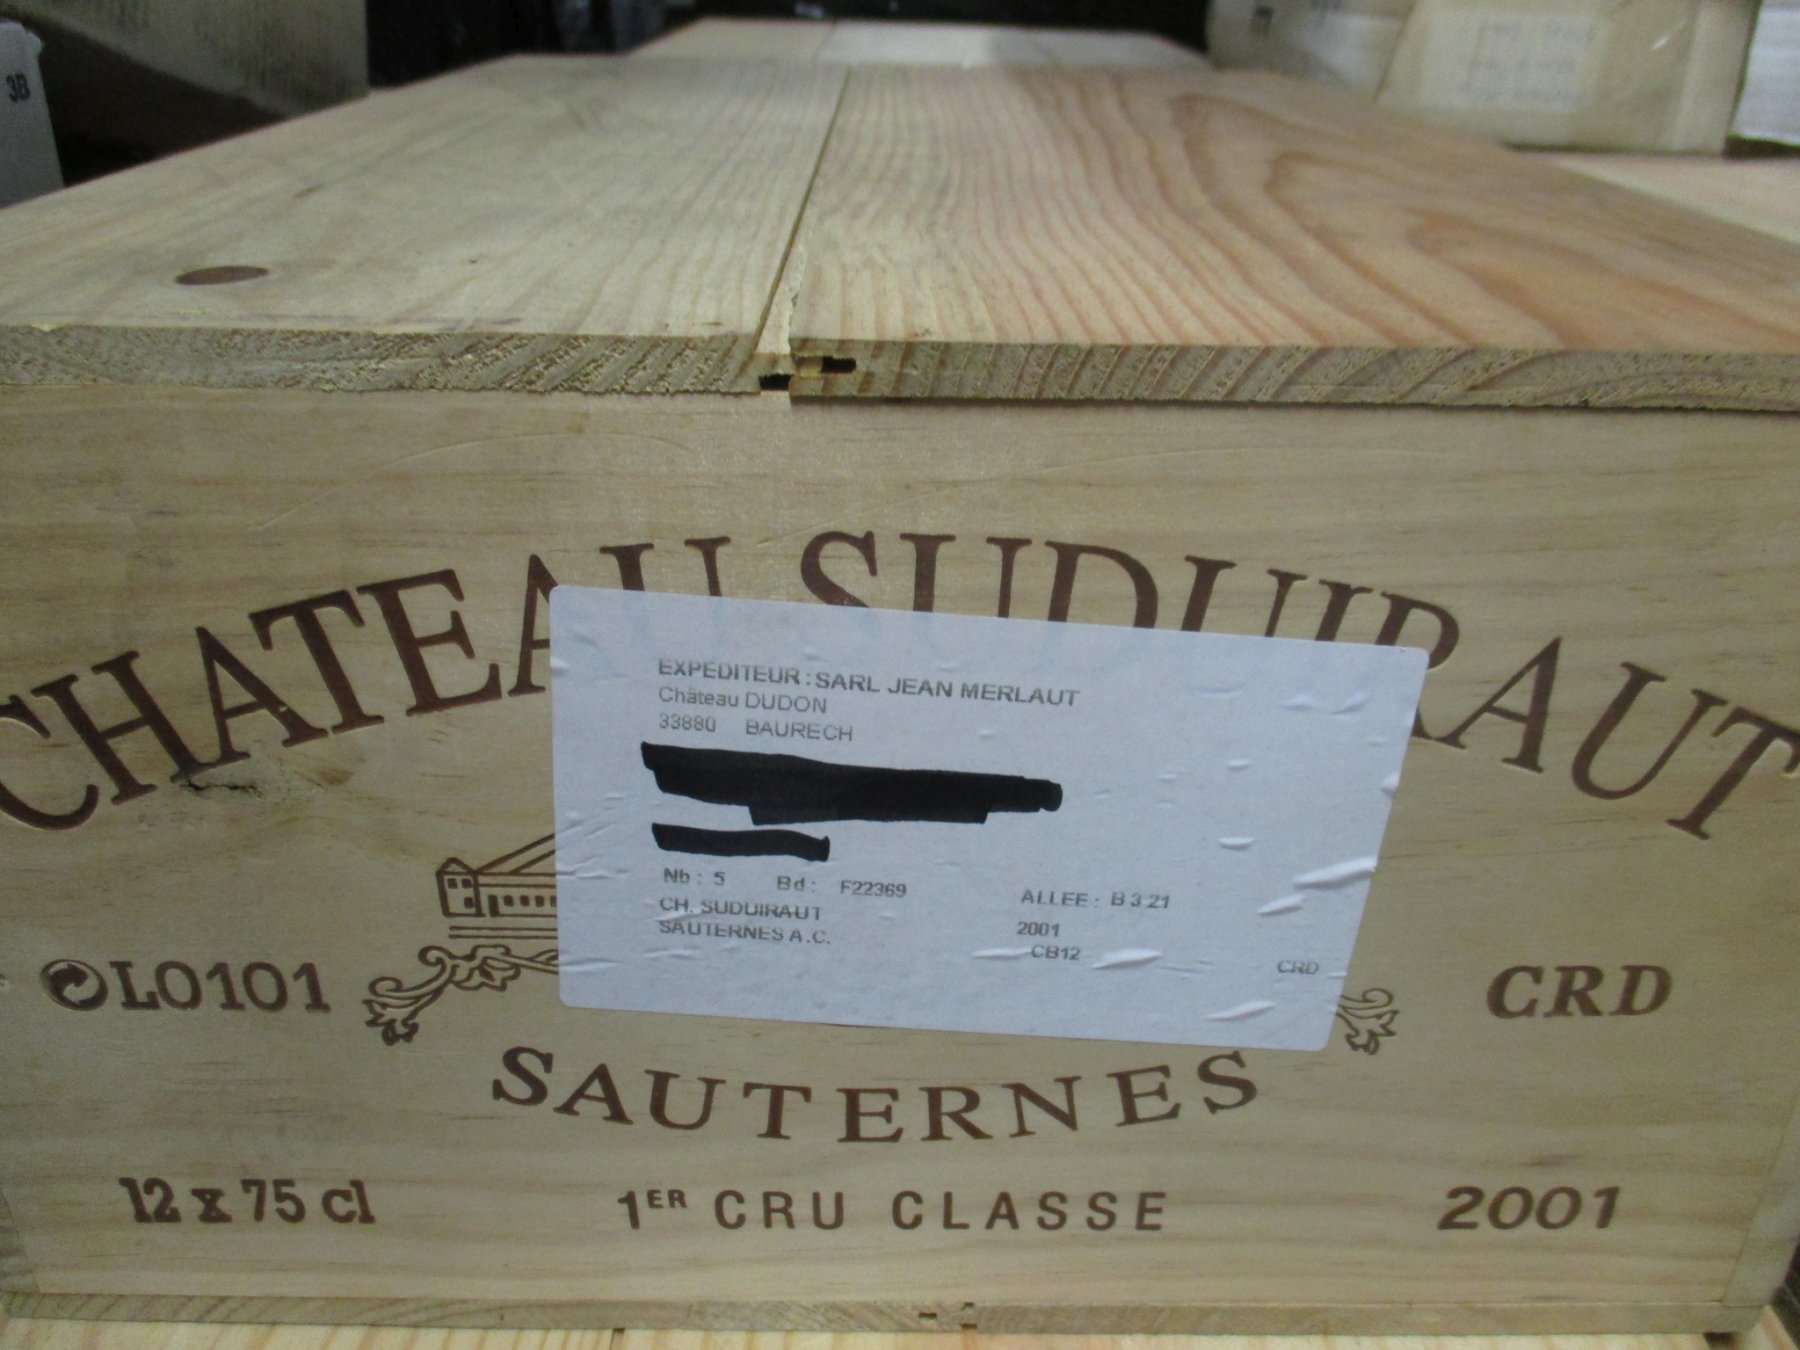 3B
CHATEAU SUDUIRAUT
EXPEDITEUR : SARL JEAN MERLAUT
Château DUDON
33880 BAURECH
Nb : 5 Bd : F22369 ALLEE : B 3 21
CH. SUDUIRAUT 2001
SAUTERNES A.C. CB12 CRD
LO101 CRD
SAUTERNES
12 x 75 cl 1ER CRU CLASSE 2001